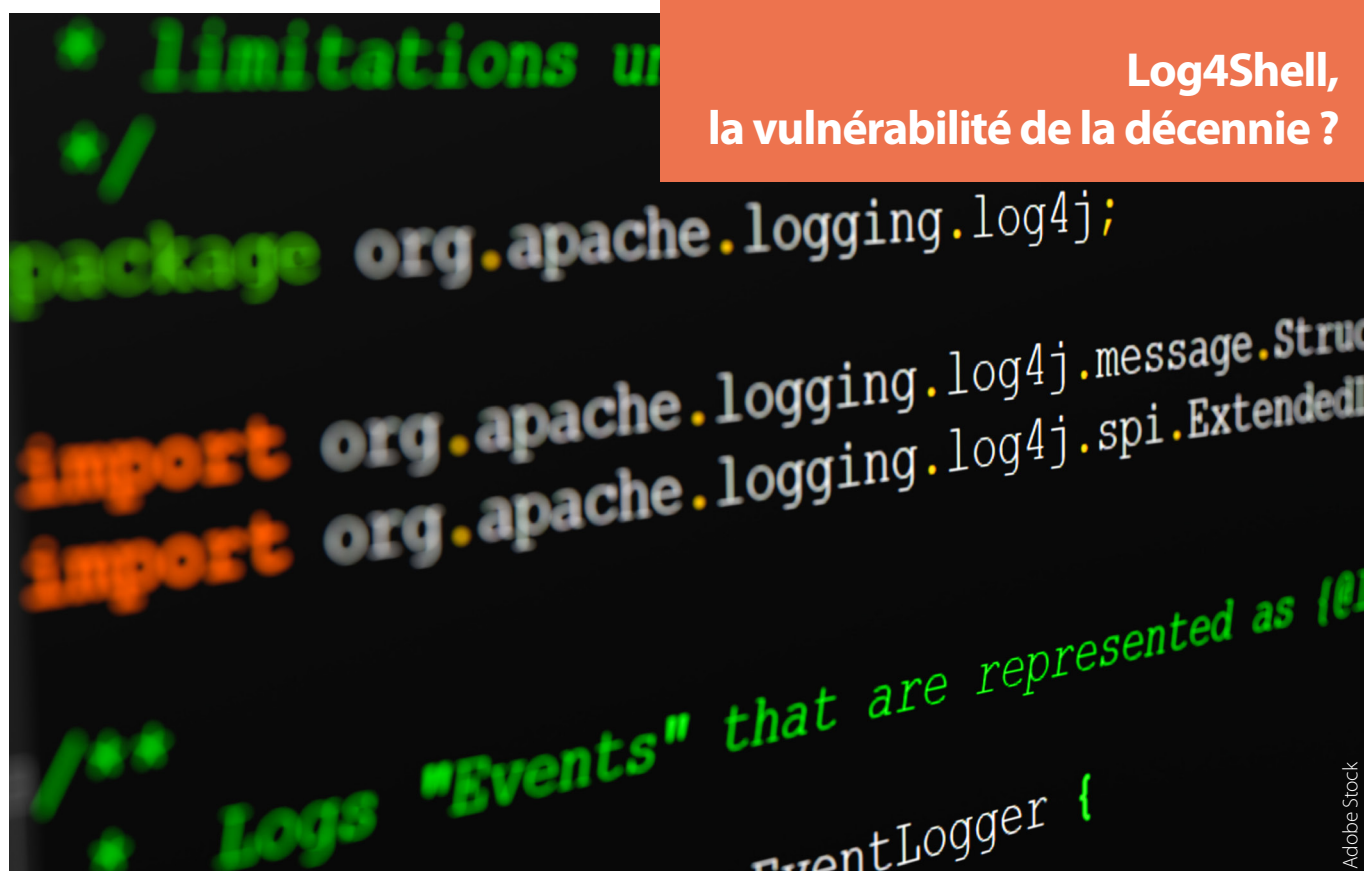 Log4Shell,
la vulnérabilité de la décennie ?
* limitations
*/
package org.apache.logging.log4j;
import org.apache.logging.log4j.message.Struc
import org.apache.logging.log4j.spi.Extended
/**
* Logs "Events" that are represented as {@
EventLogger {
Adobe Stock